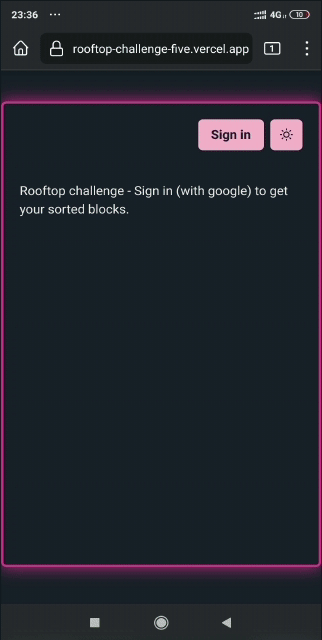 23:36 ... 4G 10
rooftop-challenge-five.vercel.app 1
Sign in
Rooftop challenge - Sign in (with google) to get
your sorted blocks.